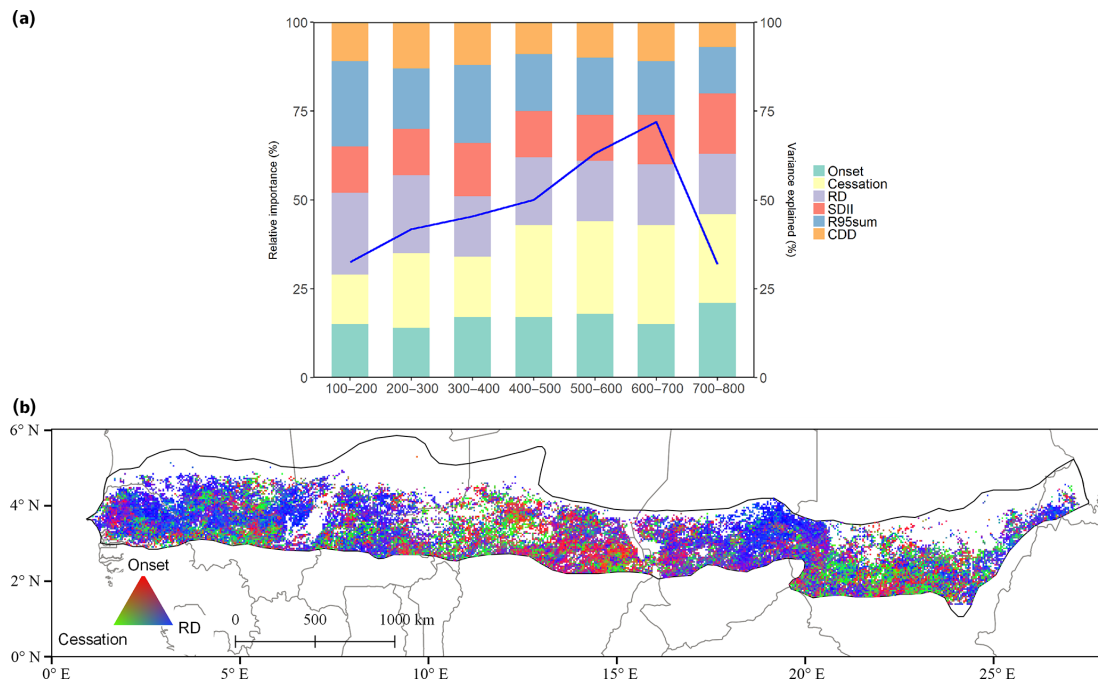 (a)
Relative importance (%)
100
75
50
25
0
100
75
50
25
0
Variance explained (%)
100–200 200–300 300–400 400–500 500–600 600–700 700–800
Onset
Cessation
RD
SDII
R95sum
CDD
(b)
6° N
4° N
2° N
0° N
Onset
Cessation
RD
0 500 1000 km
0° E 5° E 10° E 15° E 20° E 25° E